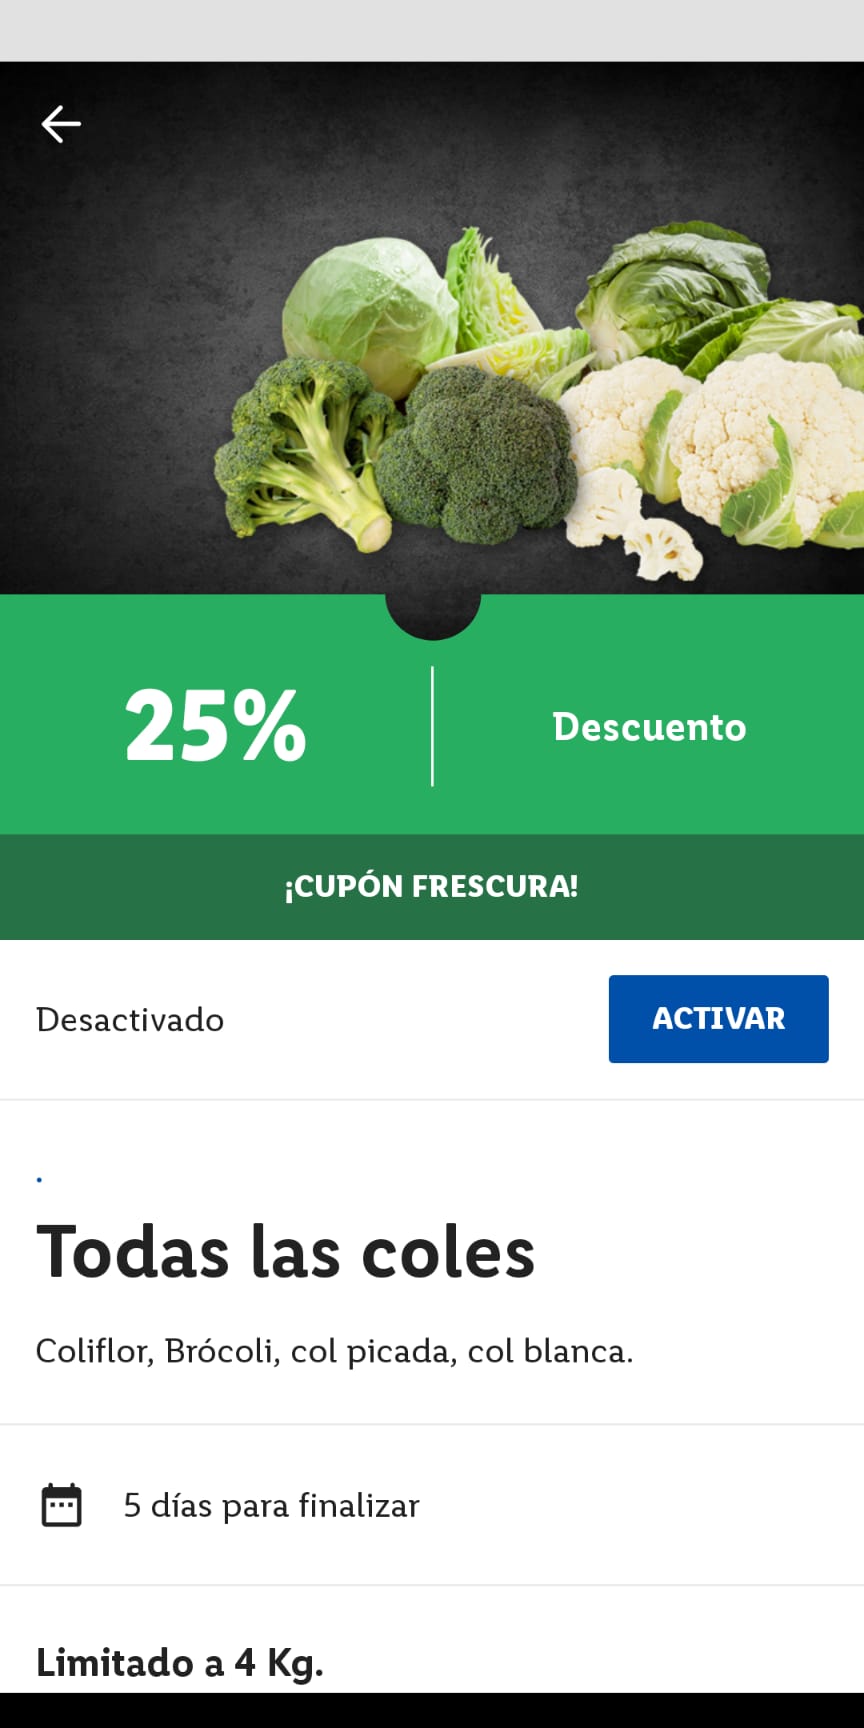 25%
Descuento
¡CUPÓN FRESCURA!
Desactivado
ACTIVAR
.
Todas las coles
Coliflor, Brócoli, col picada, col blanca.
5 días para finalizar
Limitado a 4 Kg.